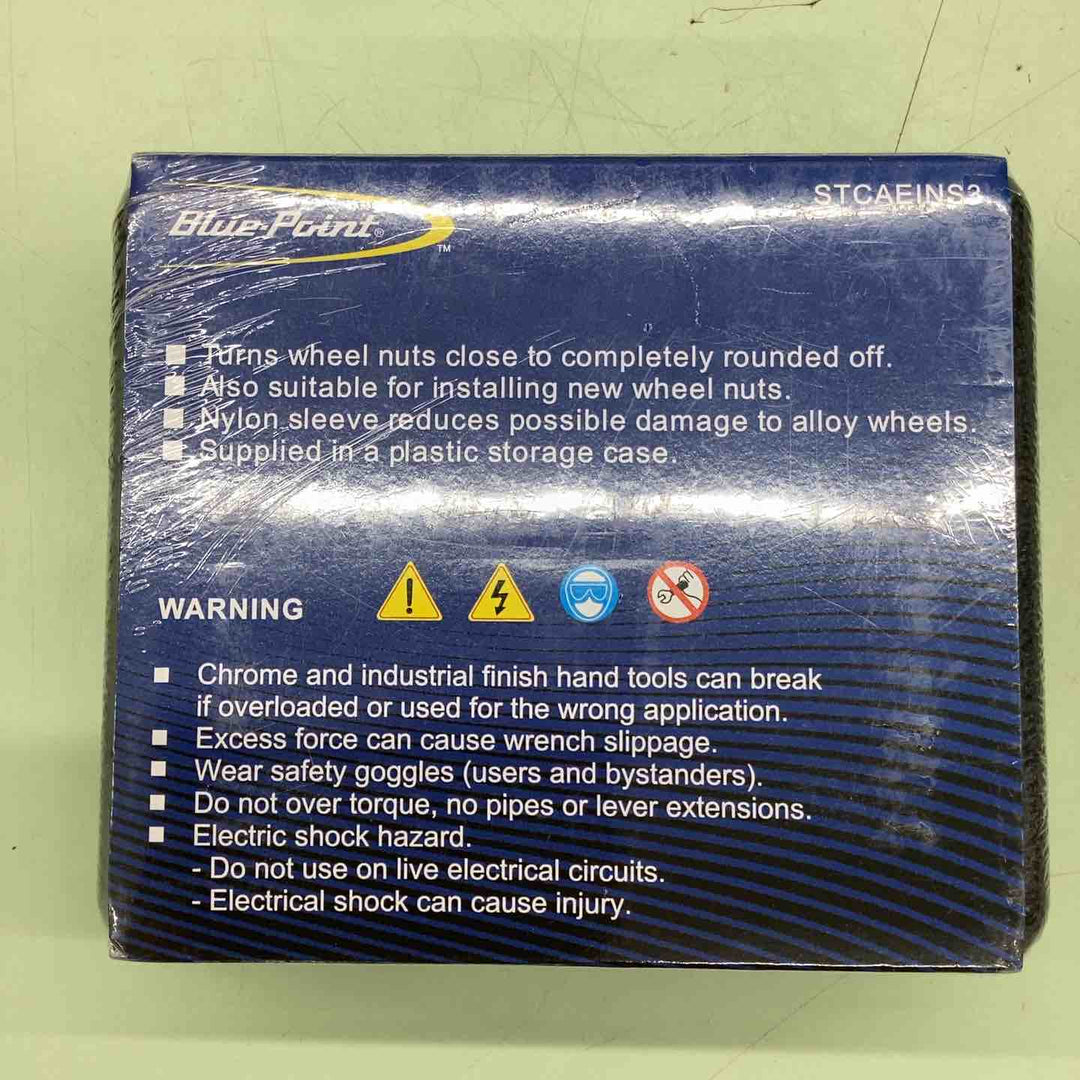 Blue-Point®
TM
STCAEINS3
Turns wheel nuts close to completely rounded off.
Also suitable for installing new wheel nuts.
Nylon sleeve reduces possible damage to alloy wheels.
Supplied in a plastic storage case.
WARNING
Chrome and industrial finish hand tools can break
if overloaded or used for the wrong application.
Excess force can cause wrench slippage.
Wear safety goggles (users and bystanders).
Do not over torque, no pipes or lever extensions.
Electric shock hazard.
- Do not use on live electrical circuits.
- Electrical shock can cause injury.